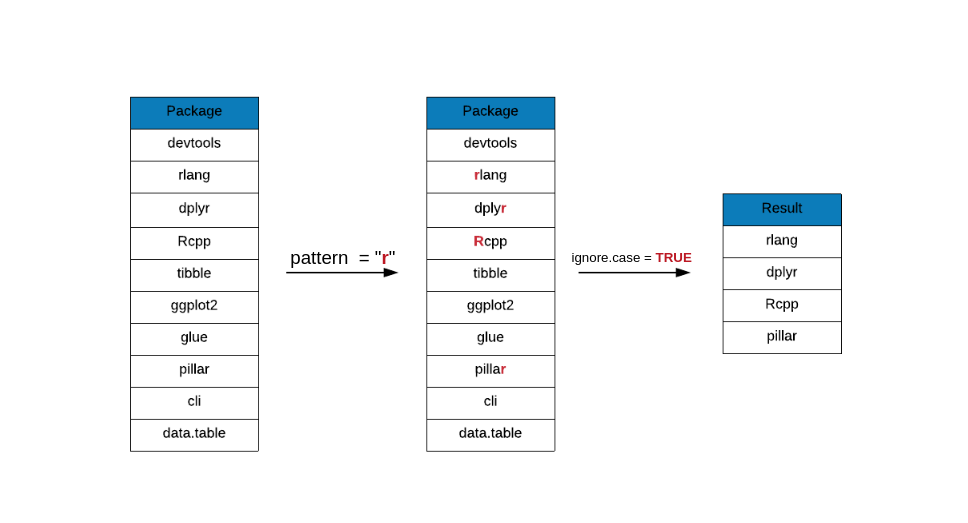 Package
devtools
rlang
dplyr
Rcpp
tibble
ggplot2
glue
pillar
cli
data.table
pattern = "r"
Package
devtools
rlang
dplyr
Rcpp
tibble
ggplot2
glue
pillar
cli
data.table
ignore.case = TRUE
Result
rlang
dplyr
Rcpp
pillar